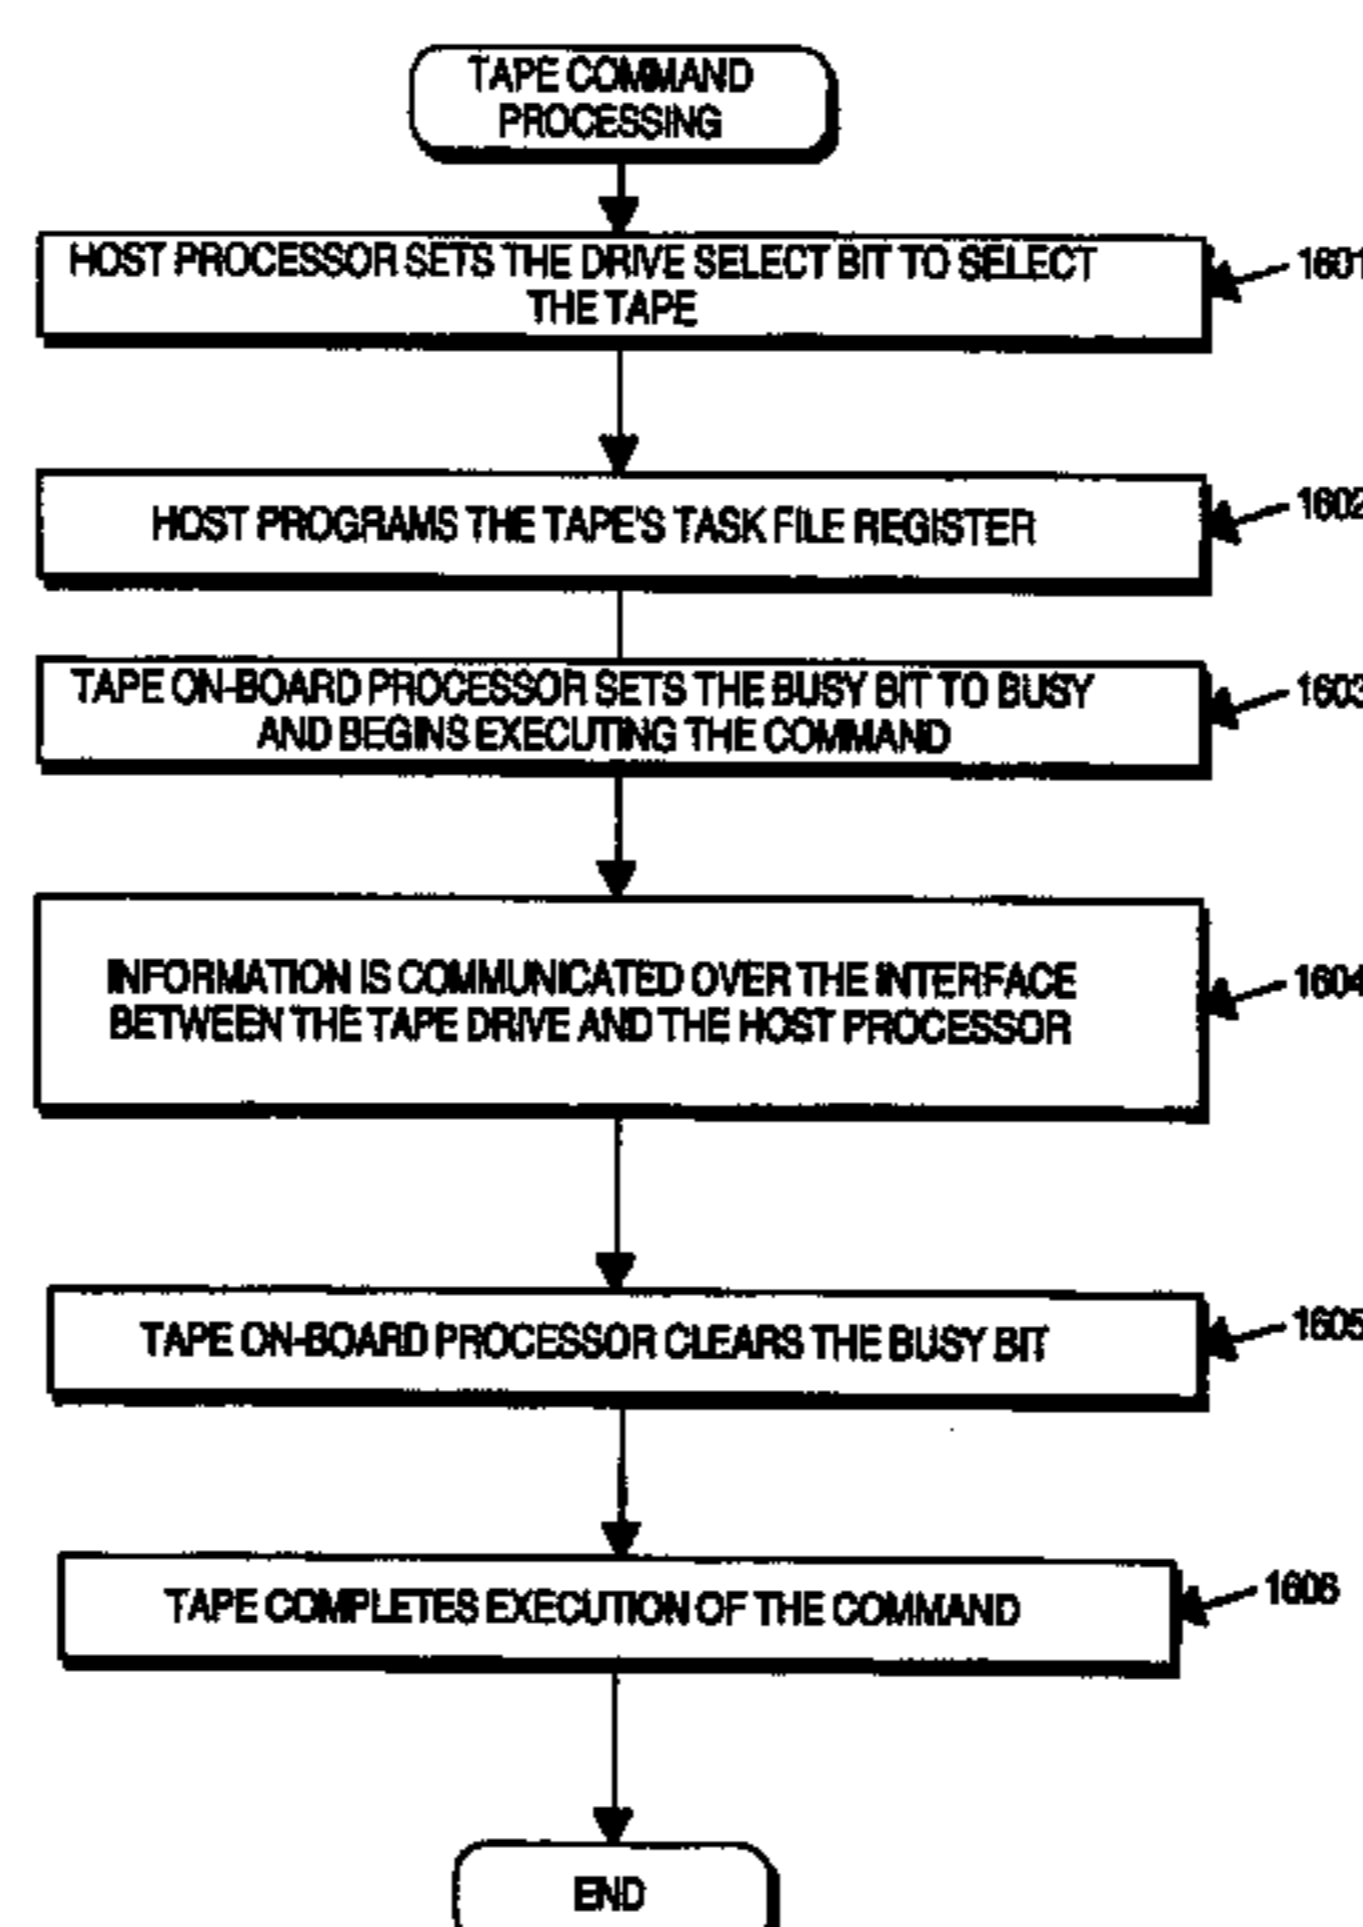 TAPE COMMAND
PROCESSING
HOST PROCESSOR SETS THE DRIVE SELECT BIT TO SELECT
THE TAPE
1601
HOST PROGRAMS THE TAPE'S TASK FILE REGISTER
1602
TAPE ON-BOARD PROCESSOR SETS THE BUSY BIT TO BUSY
AND BEGINS EXECUTING THE COMMAND
1603
INFORMATION IS COMMUNICATED OVER THE INTERFACE
BETWEEN THE TAPE DRIVE AND THE HOST PROCESSOR
1604
TAPE ON-BOARD PROCESSOR CLEARS THE BUSY BIT
1605
TAPE COMPLETES EXECUTION OF THE COMMAND
1606
END